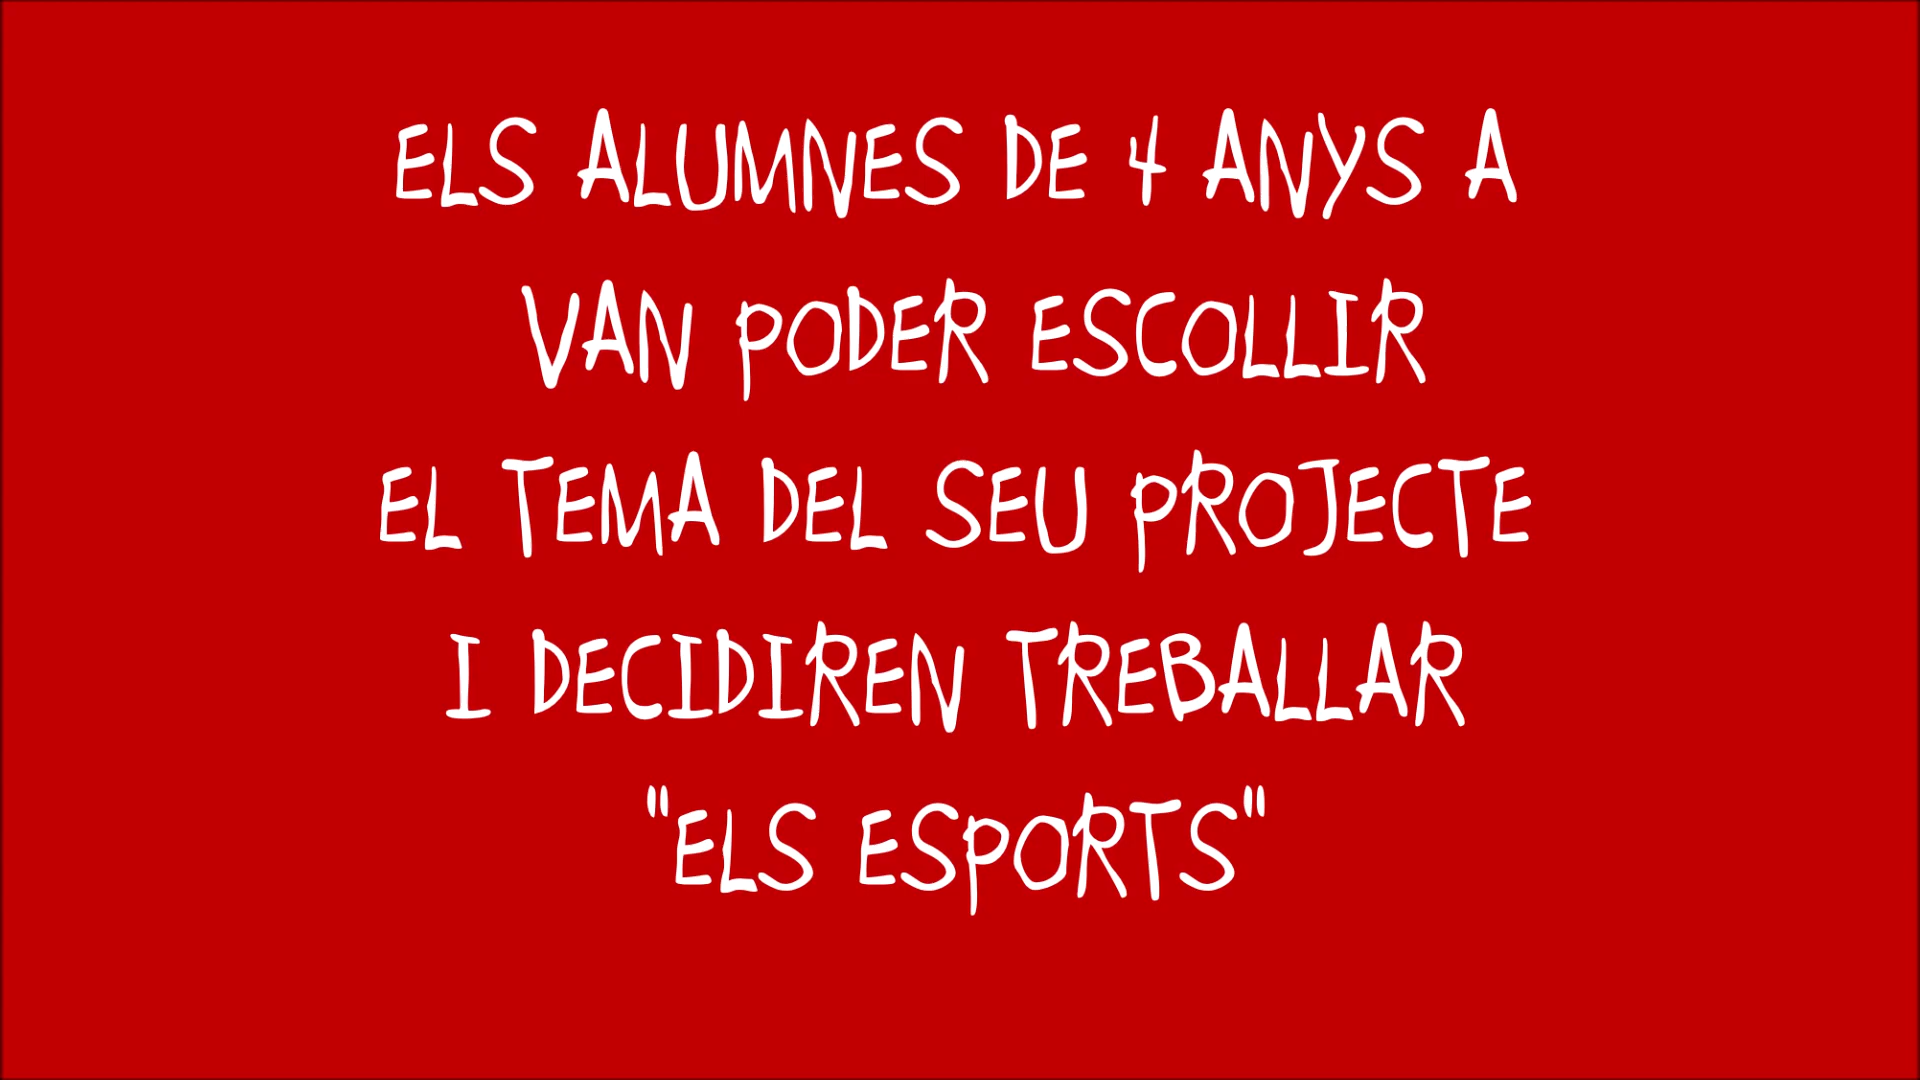 ELS ALUMNES DE 4 ANYS A
VAN PODER ESCOLLIR
EL TEMA DEL SEU PROJECTE
I DECIDIREN TREBALLAR
"ELS ESPORTS"